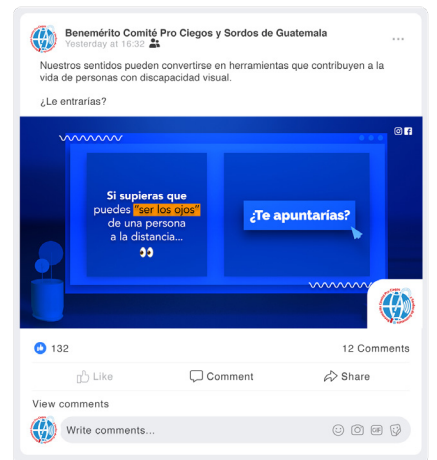 Benemérito Comité Pro Ciegos y Sordos de Guatemala
Yesterday at 16:32
Nuestros sentidos pueden convertirse en herramientas que contribuyen a la
vida de personas con discapacidad visual.
¿Le entrarías?
Si supieras que
puedes "ser los ojos"
de una persona
a la distancia...
¿Te apuntarías?
132
12 Comments
Like
Comment
Share
View comments
Write comments...
GIF